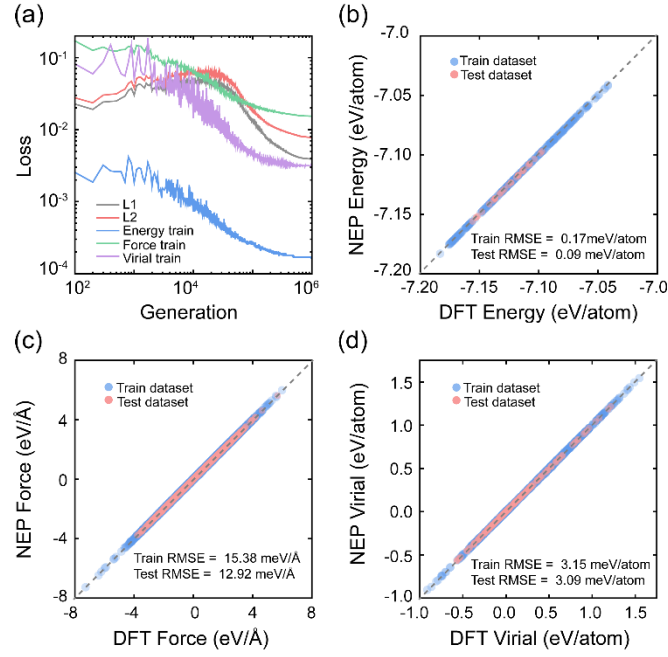 (a)
10⁻¹
10⁻²
10⁻³
10⁻⁴
Loss
L1
L2
Energy train
Force train
Virial train
10² 10⁴ 10⁶
Generation
(b)
-7.0
-7.05
-7.10
-7.15
-7.20
NEP Energy (eV/atom)
Train dataset
Test dataset
Train RMSE = 0.17meV/atom
Test RMSE = 0.09 meV/atom
-7.20 -7.15 -7.10 -7.05 -7.0
DFT Energy (eV/atom)
(c)
8
4
0
-4
-8
NEP Force (eV/Å)
Train dataset
Test dataset
Train RMSE = 15.38 meV/Å
Test RMSE = 12.92 meV/Å
-8 -4 0 4 8
DFT Force (eV/Å)
(d)
1.5
1.0
0.5
0.0
-0.5
-1.0
NEP Virial (eV/atom)
Train dataset
Test dataset
Train RMSE = 3.15 meV/atom
Test RMSE = 3.09 meV/atom
-1.0 -0.5 0.0 0.5 1.0 1.5
DFT Virial (eV/atom)